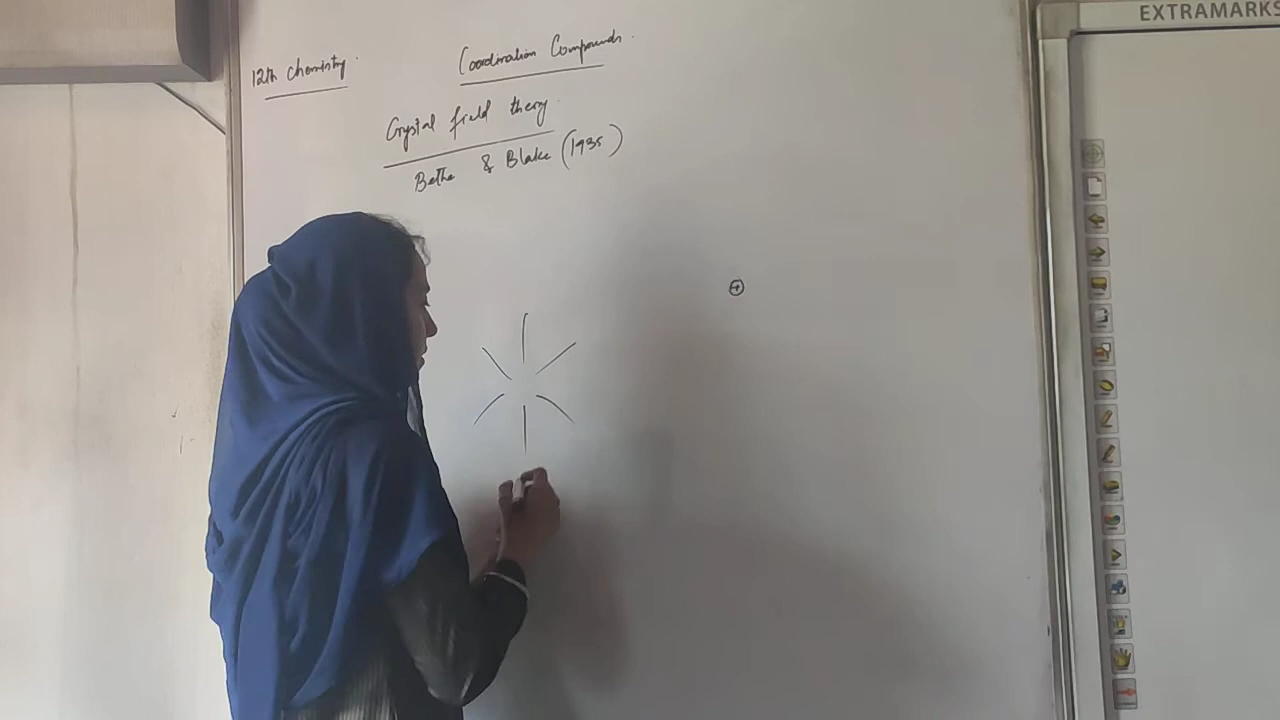 12th Chemistry.
Coordination Compounds.
Crystal field theory.
Bethe & Blake (1935)
+
EXTRAMARKS